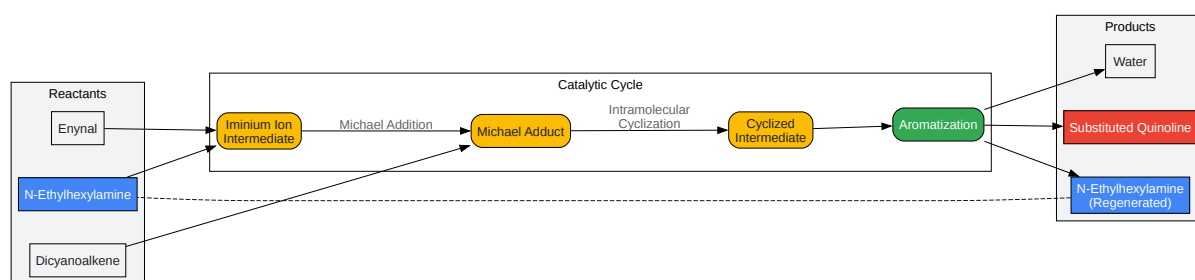 Reactants
Enynal
N-Ethylhexylamine
Dicyanoalkene
Catalytic Cycle
Iminium Ion
Intermediate
Michael Addition
Michael Adduct
Intramolecular
Cyclization
Cyclized
Intermediate
Aromatization
Products
Water
Substituted Quinoline
N-Ethylhexylamine
(Regenerated)